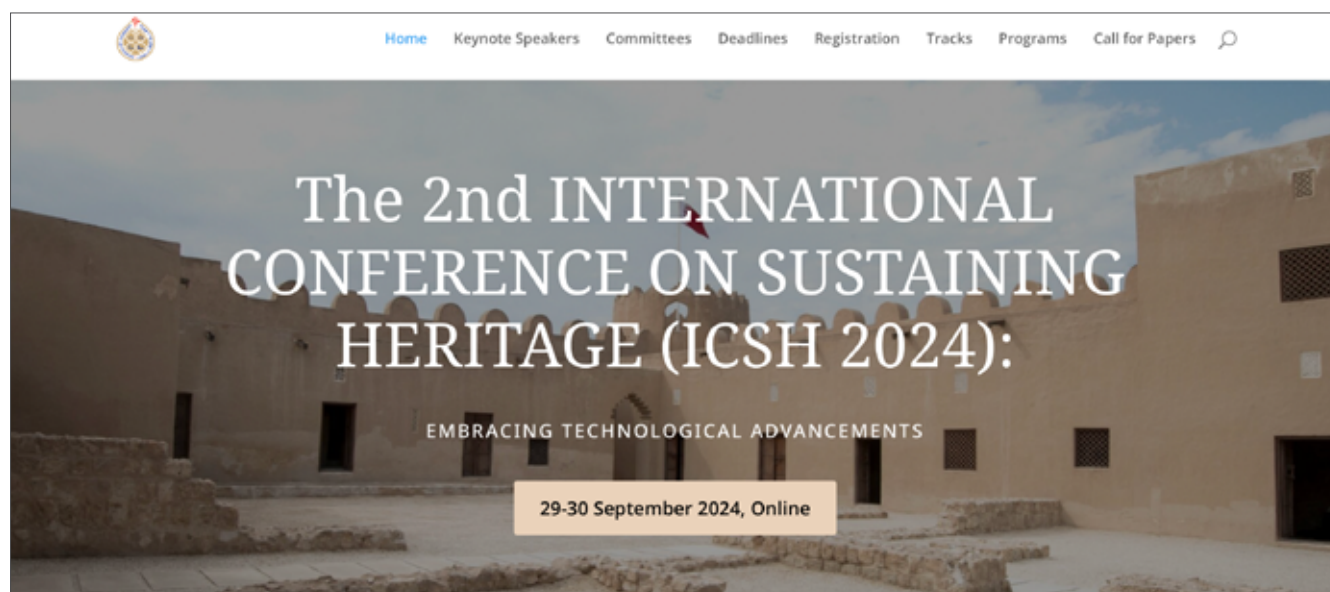 Home Keynote Speakers Committees Deadlines Registration Tracks Programs Call for Papers
The 2nd INTERNATIONAL
CONFERENCE ON SUSTAINING
HERITAGE (ICSH 2024):
EMBRACING TECHNOLOGICAL ADVANCEMENTS
29-30 September 2024, Online